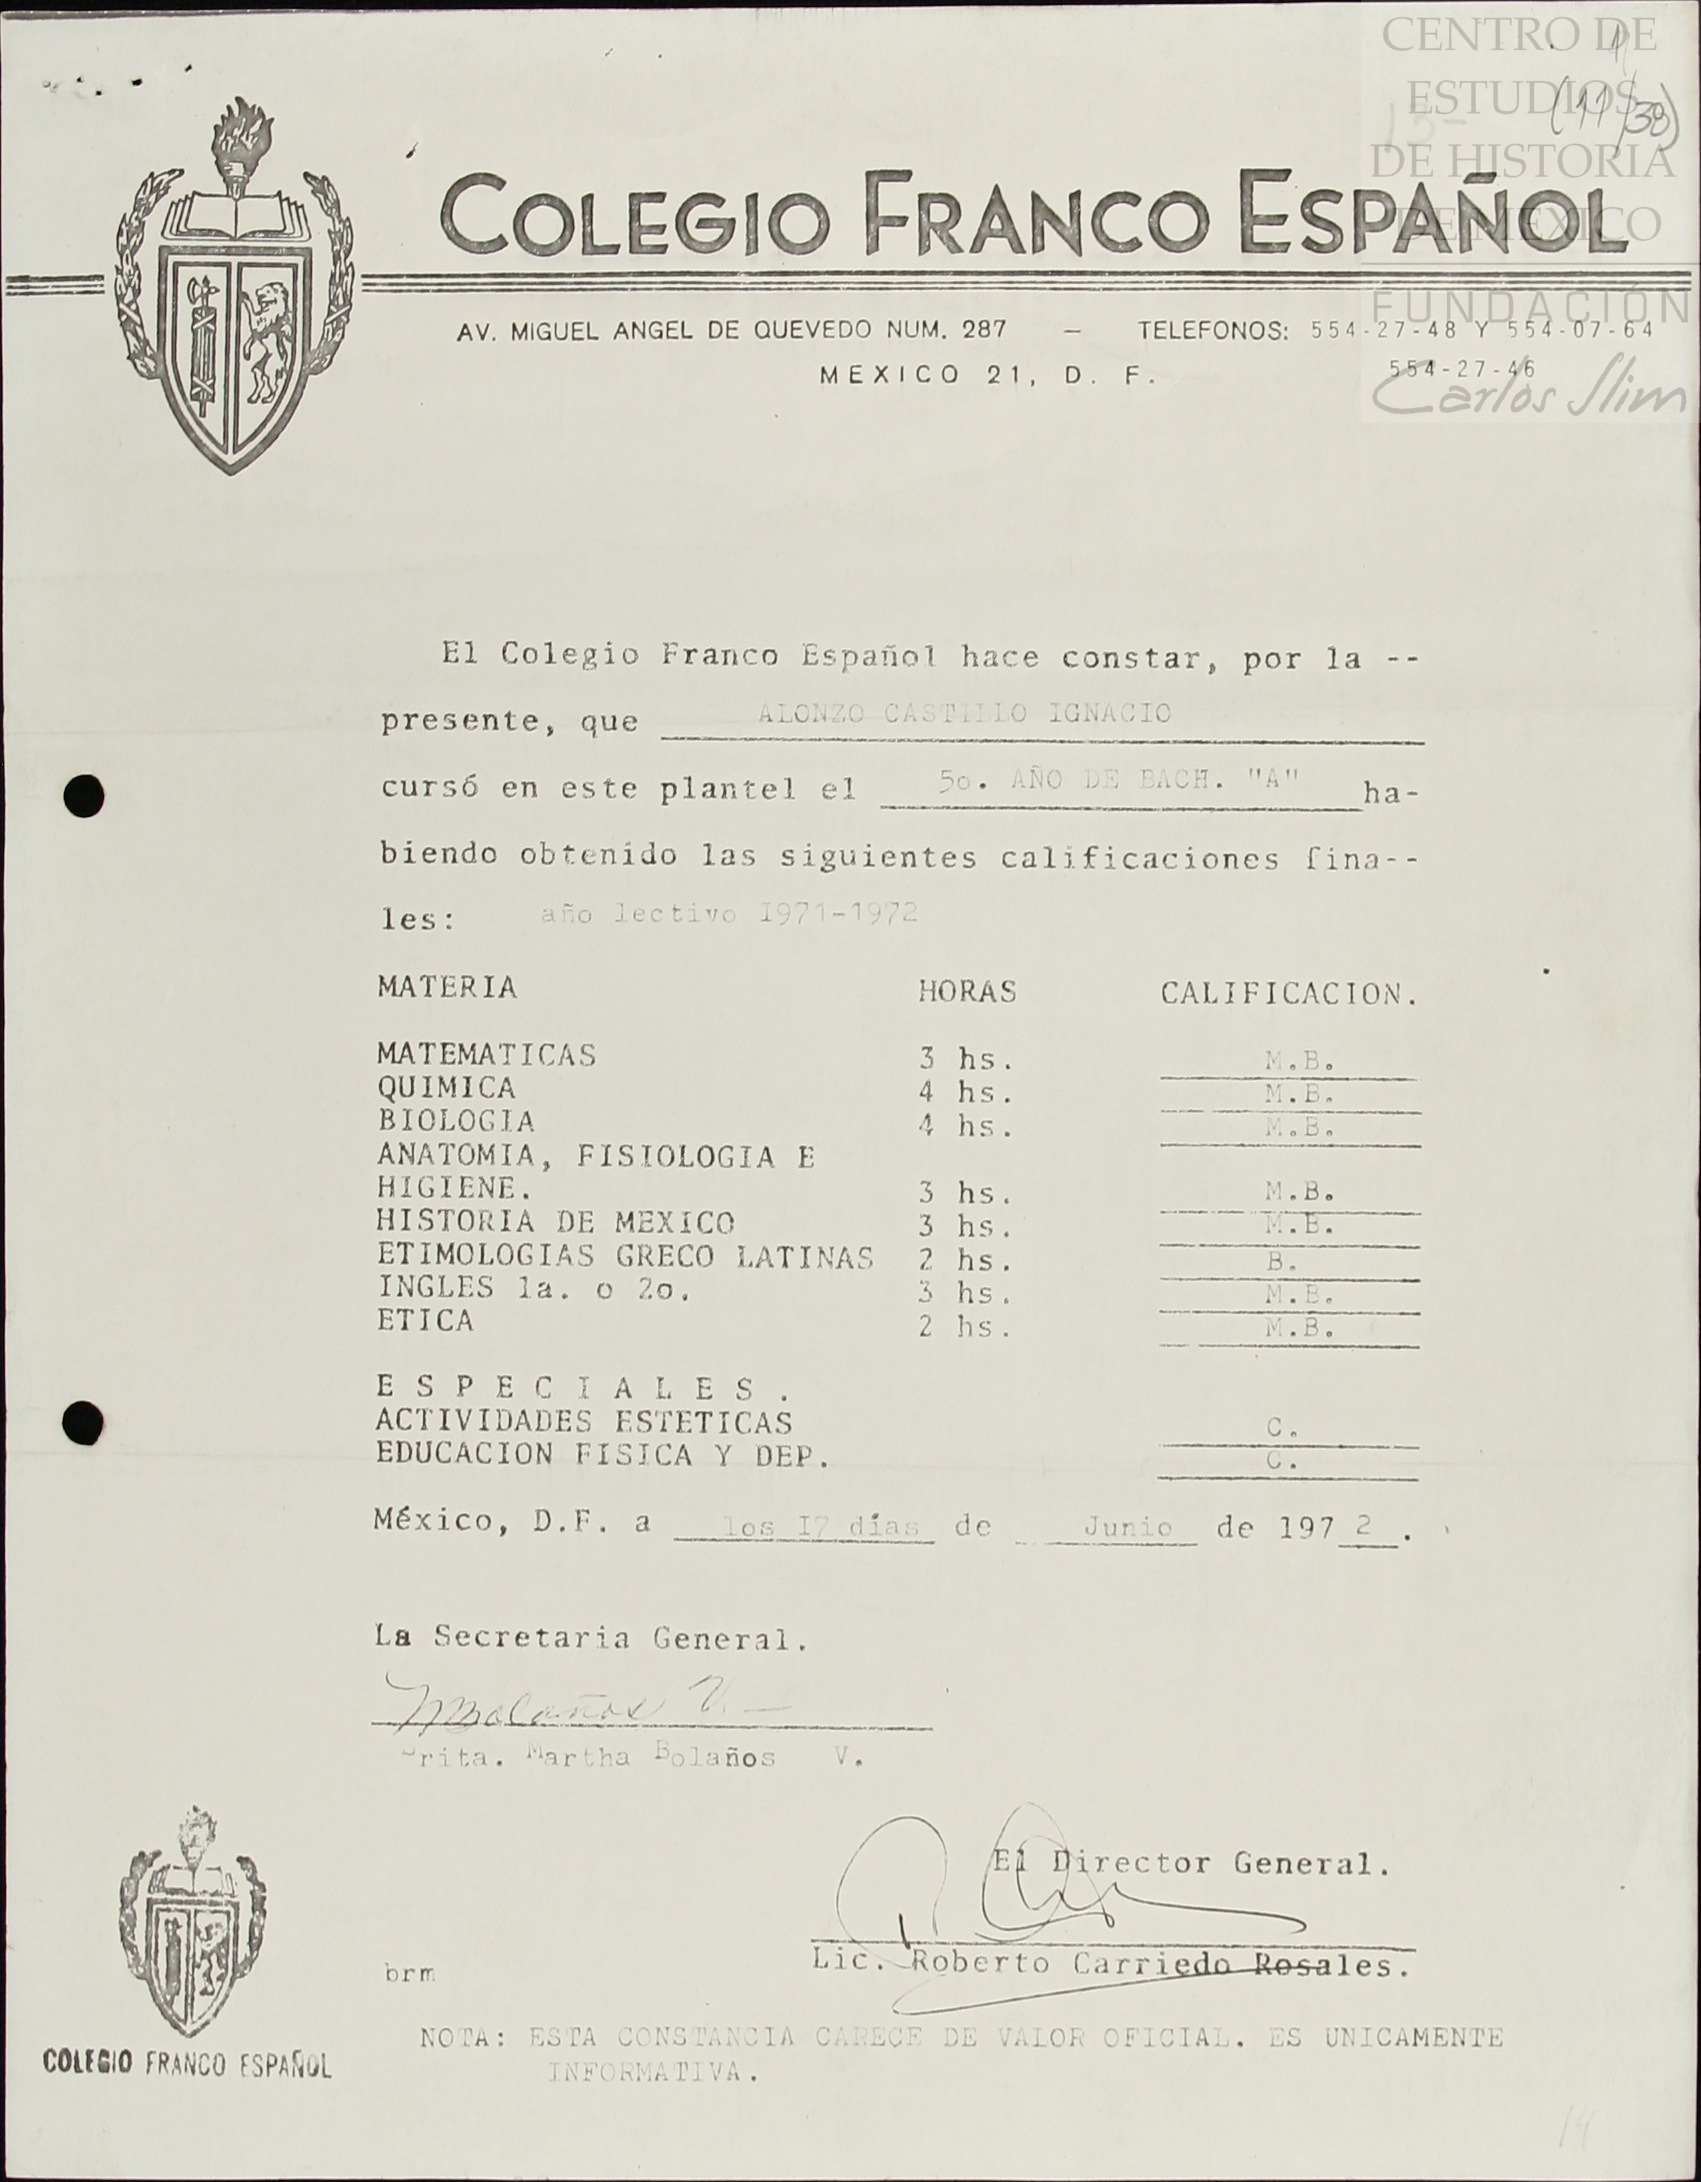 CENTRO DE
ESTUDIOS
DE HISTORIA
DE MEXICO
FUNDACIÓN
Carlos Slim
(11/38)
COLEGIO FRANCO ESPAÑOL
AV. MIGUEL ANGEL DE QUEVEDO NUM. 287 — TELEFONOS: 554-27-48 Y 554-07-64
MEXICO 21, D. F. 554-27-46
El Colegio Franco Español hace constar, por la --
presente, que ALONZO CASTILLO IGNACIO
cursó en este plantel el 5o. AÑO DE BACH. "A" ha-
biendo obtenido las siguientes calificaciones fina--
les: año lectivo I971-1972
MATERIA HORAS CALIFICACION.
MATEMATICAS 3 hs. M.B.
QUIMICA 4 hs. M.B.
BIOLOGIA 4 hs. M.B.
ANATOMIA, FISIOLOGIA E
HIGIENE. 3 hs. M.B.
HISTORIA DE MEXICO 3 hs. M.B.
ETIMOLOGIAS GRECO LATINAS 2 hs. B.
INGLES 1a. o 2o. 3 hs. M.B.
ETICA 2 hs. M.B.
E S P E C I A L E S .
ACTIVIDADES ESTETICAS C.
EDUCACION FISICA Y DEP. C.
México, D.F. a los I7 días de Junio de 197 2 .
La Secretaria General.
MBolaños V.
Srita. Martha Bolaños V.
El Director General.
Lic. Roberto Carriedo Rosales.
brm
NOTA: ESTA CONSTANCIA CARECE DE VALOR OFICIAL. ES UNICAMENTE
INFORMATIVA.
COLEGIO FRANCO ESPAÑOL
14